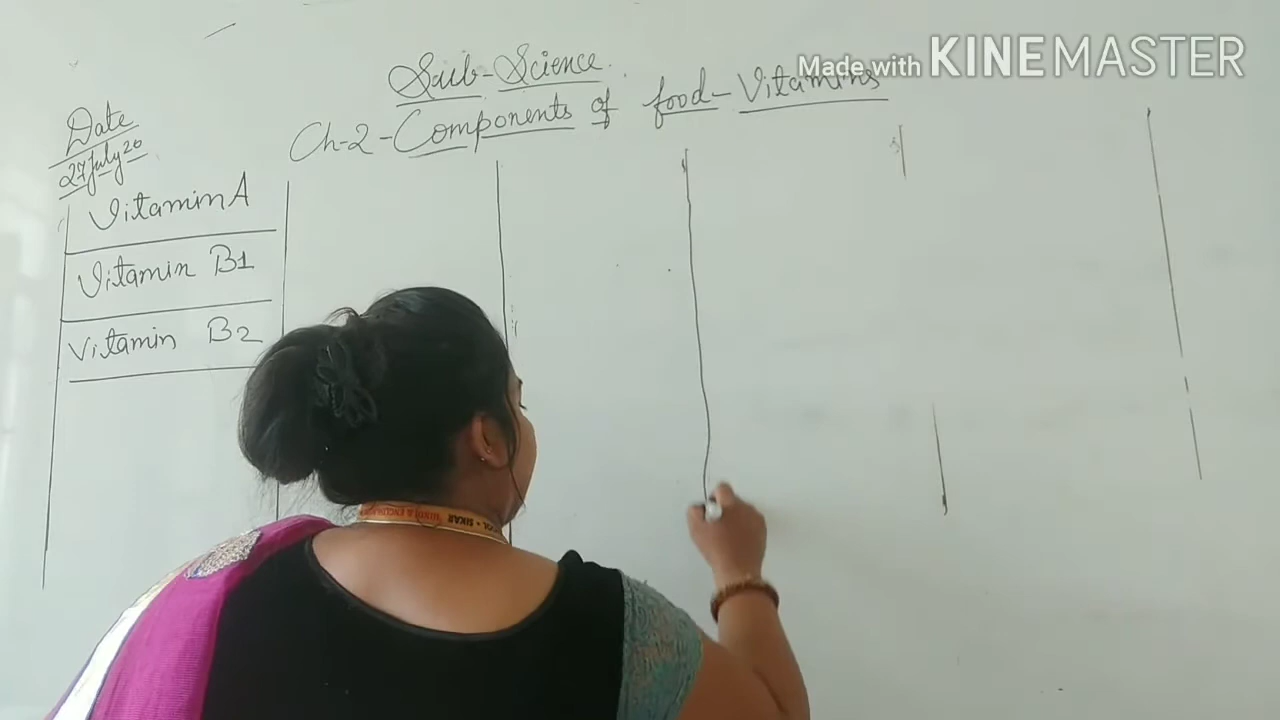 Made with KINEMASTER
Sub-Science
Ch-2-Components of food-Vitamins
Date
27 July 20
Vitamin A
Vitamin B1
Vitamin B2
SIKAR